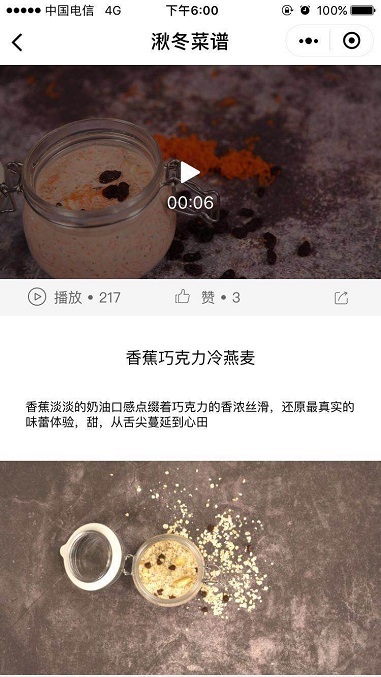 中国电信 4G 下午6:00 100%
湫冬菜谱
00:06
播放 • 217 赞 • 3
香蕉巧克力冷燕麦
香蕉淡淡的奶油口感点缀着巧克力的香浓丝滑，还原最真实的
味蕾体验，甜，从舌尖蔓延到心田